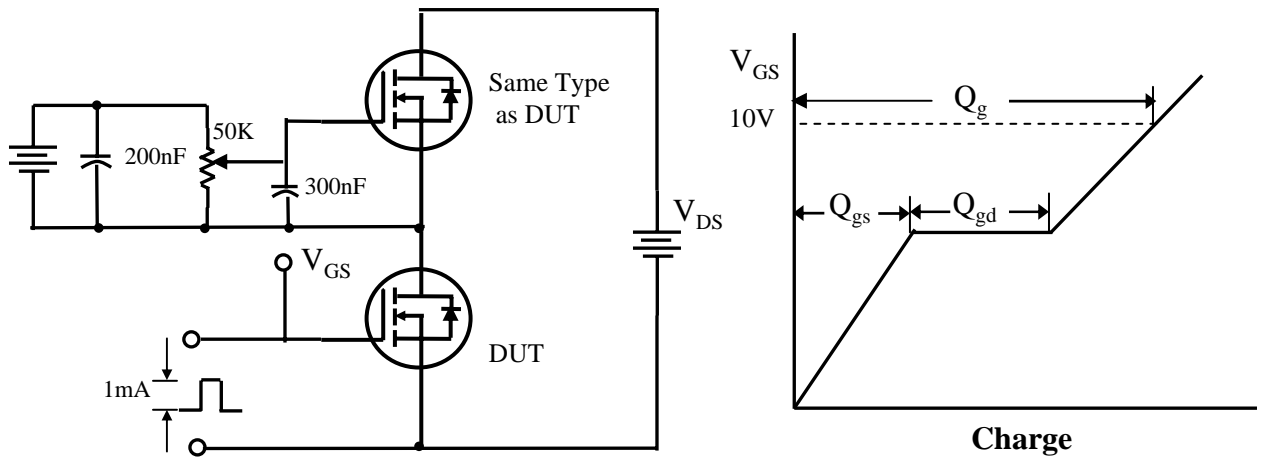 Same Type
as DUT
50K
200nF
300nF
V_DS
V_GS
DUT
1mA
V_GS
10V
Q_g
Q_gs
Q_gd
Charge